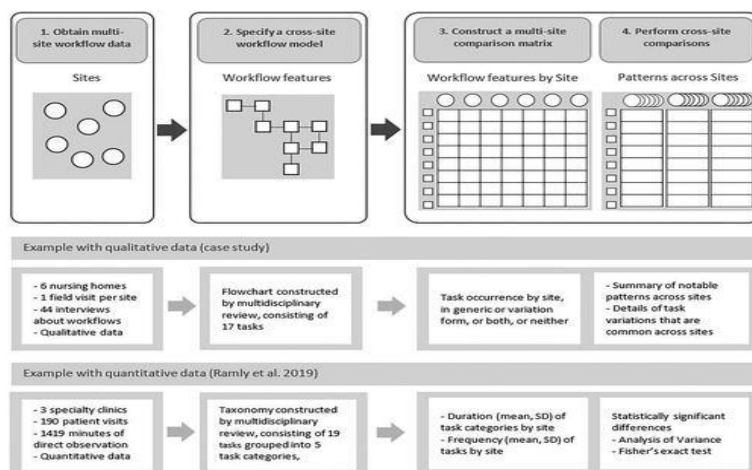 1. Obtain multi-
site workflow data
2. Specify a cross-site
workflow model
3. Construct a multi-site
comparison matrix
4. Perform cross-site
comparisons
Sites
Workflow features
Workflow features by Site
Patterns across Sites
Example with qualitative data (case study)
- 6 nursing homes
- 1 field visit per site
- 44 interviews
about workflows
- Qualitative data
Flowchart constructed
by multidisciplinary
review, consisting of
17 tasks
Task occurrence by site,
in generic or variation
form, or both, or neither
- Summary of notable
patterns across sites
- Details of task
variations that are
common across sites
Example with quantitative data (Ramly et al. 2019)
- 3 specialty clinics
- 190 patient visits
- 1419 minutes of
direct observation
- Quantitative data
Taxonomy constructed
by multidisciplinary
review, consisting of 19
tasks grouped into 5
task categories,
- Duration (mean, SD) of
task categories by site
- Frequency (mean, SD) of
tasks by site
Statistically significant
differences
- Analysis of Variance
- Fisher's exact test